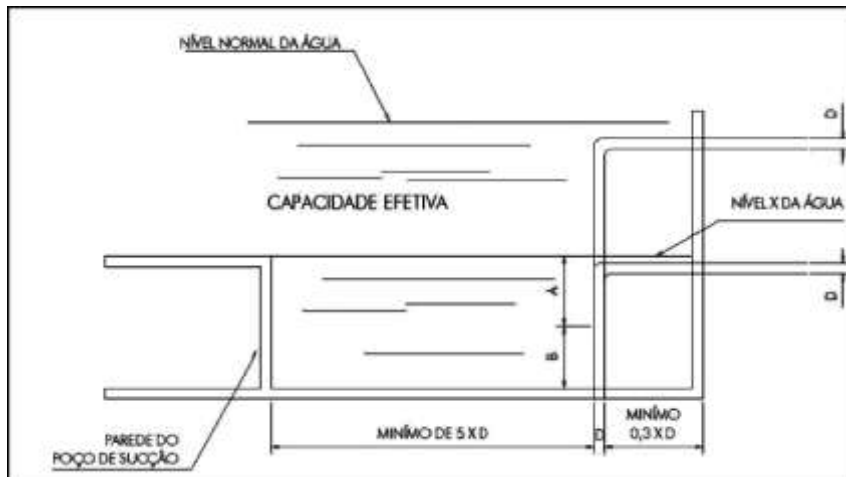 NÍVEL NORMAL DA ÁGUA
D
CAPACIDADE EFETIVA
NÍVEL X DA ÁGUA
A
D
B
MINÍMO DE 5 X D
D
MINÍMO
0,3 X D
PAREDE DO
POÇO DE SUCÇÃO